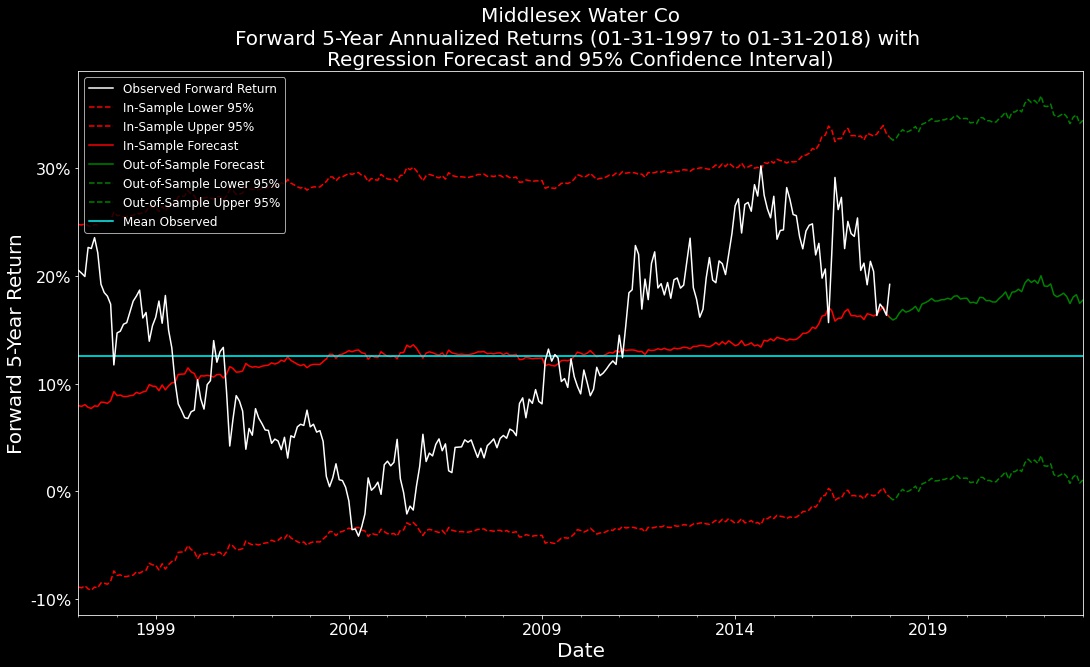 Middlesex Water Co
Forward 5-Year Annualized Returns (01-31-1997 to 01-31-2018) with
Regression Forecast and 95% Confidence Interval)
Observed Forward Return
In-Sample Lower 95%
In-Sample Upper 95%
In-Sample Forecast
Out-of-Sample Forecast
Out-of-Sample Lower 95%
Out-of-Sample Upper 95%
Mean Observed
Forward 5-Year Return
30%
20%
10%
0%
-10%
1999
2004
2009
2014
2019
Date